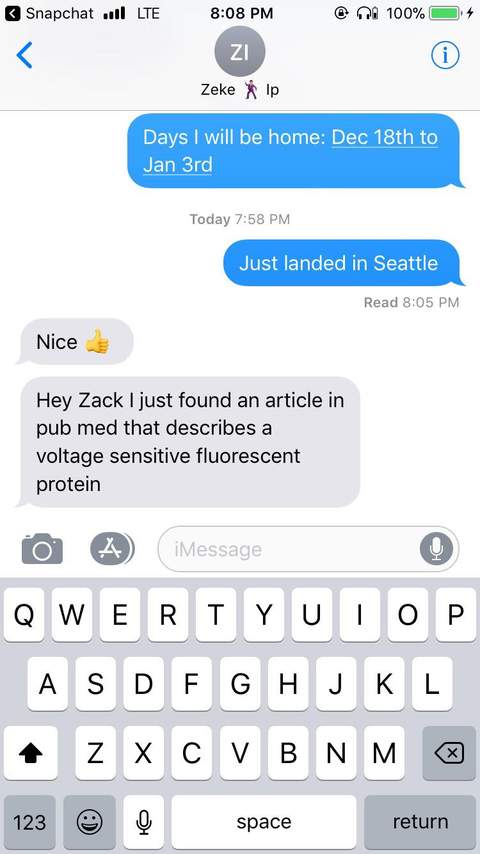 Snapchat LTE 8:08 PM 100%
ZI
Zeke 🕺 Ip
Days I will be home: Dec 18th to
Jan 3rd
Today 7:58 PM
Just landed in Seattle
Read 8:05 PM
Nice 👍
Hey Zack I just found an article in
pub med that describes a
voltage sensitive fluorescent
protein
iMessage
Q W E R T Y U I O P
A S D F G H J K L
Z X C V B N M
123 space return